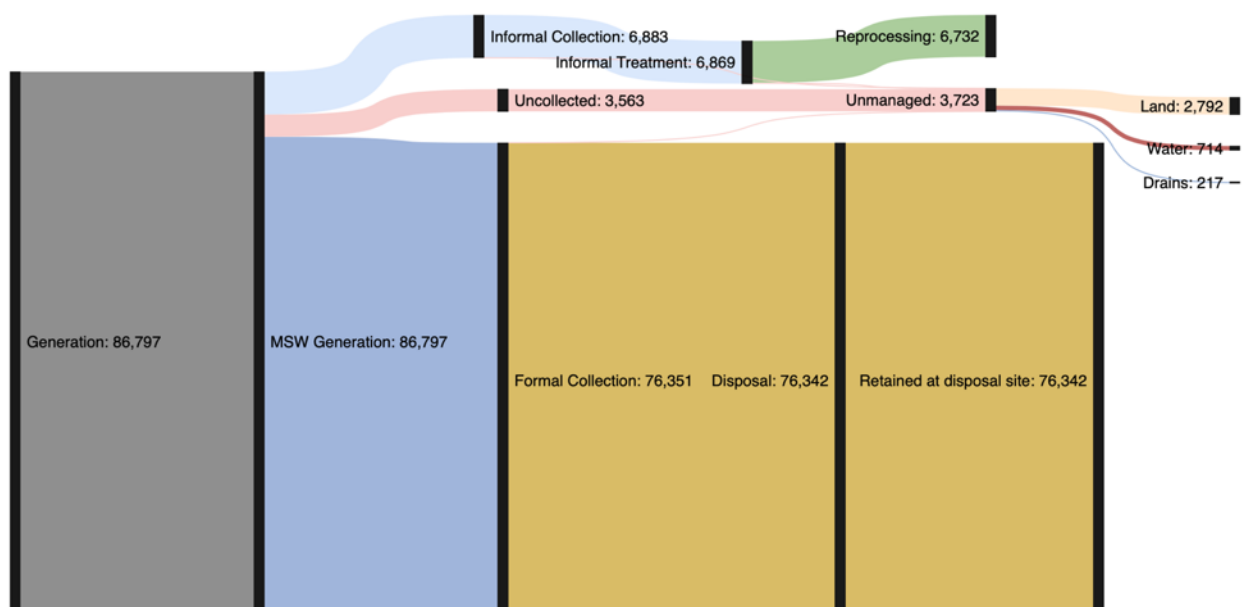 Informal Collection: 6,883
Reprocessing: 6,732
Informal Treatment: 6,869
Uncollected: 3,563
Unmanaged: 3,723
Land: 2,792
Water: 714
Drains: 217
Generation: 86,797
MSW Generation: 86,797
Formal Collection: 76,351
Disposal: 76,342
Retained at disposal site: 76,342